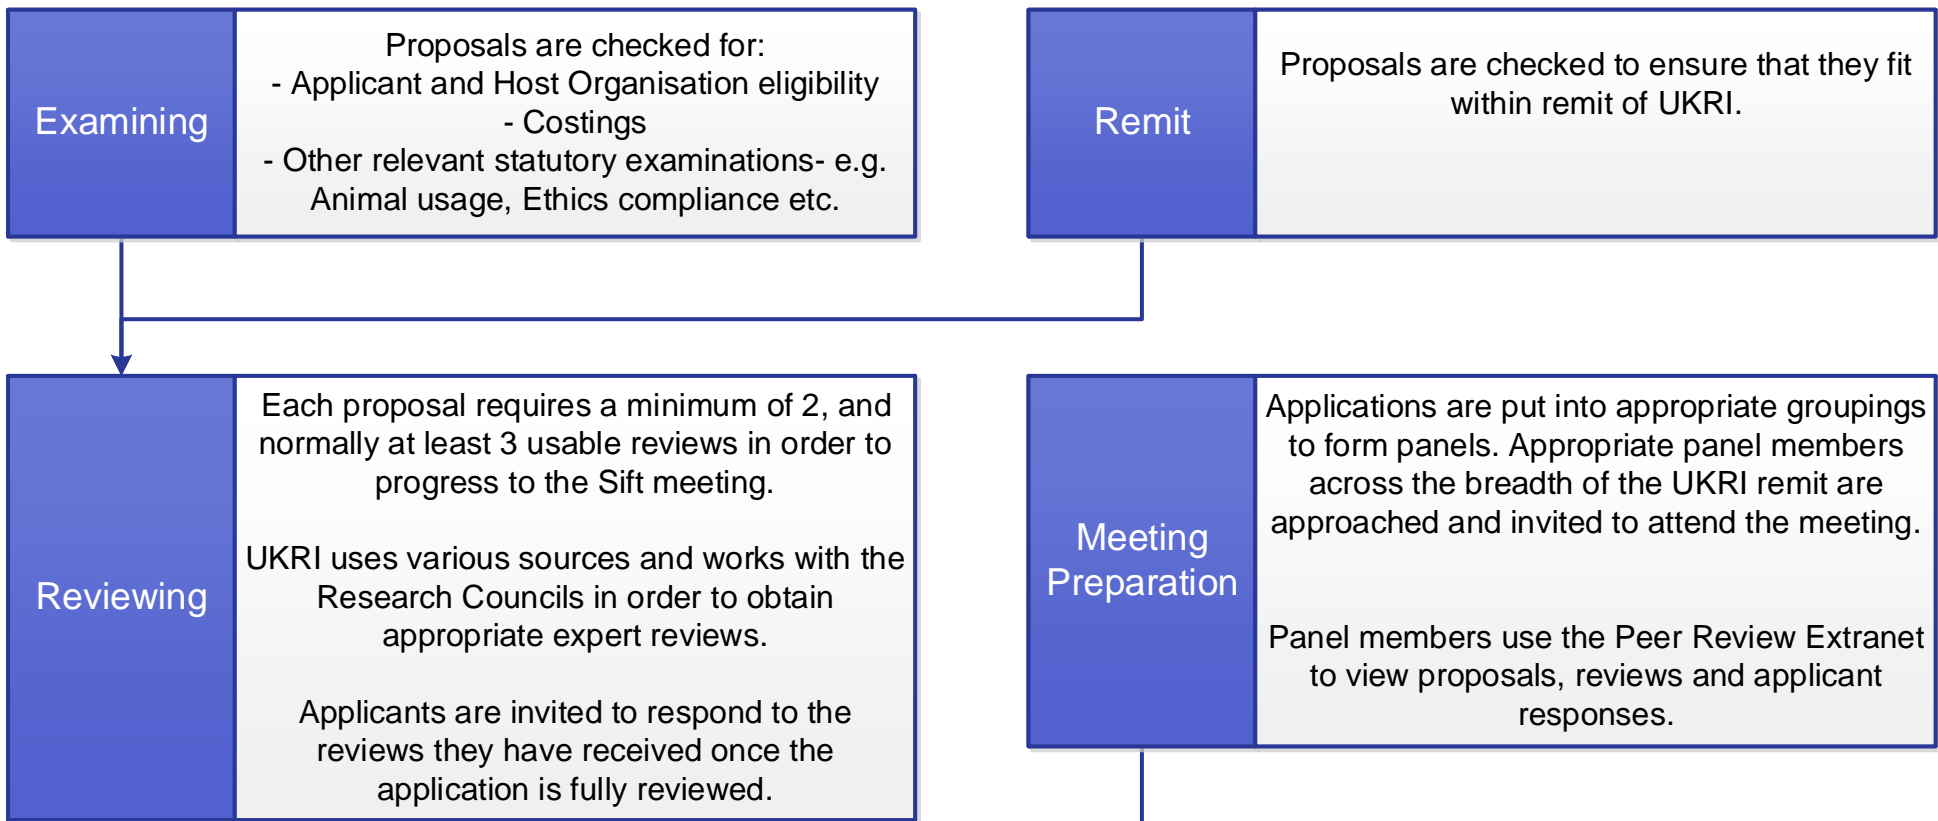 Examining
Proposals are checked for:
- Applicant and Host Organisation eligibility
- Costings
- Other relevant statutory examinations- e.g.
Animal usage, Ethics compliance etc.
Remit
Proposals are checked to ensure that they fit
within remit of UKRI.
Reviewing
Each proposal requires a minimum of 2, and
normally at least 3 usable reviews in order to
progress to the Sift meeting.
UKRI uses various sources and works with the
Research Councils in order to obtain
appropriate expert reviews.
Applicants are invited to respond to the
reviews they have received once the
application is fully reviewed.
Meeting
Preparation
Applications are put into appropriate groupings
to form panels. Appropriate panel members
across the breadth of the UKRI remit are
approached and invited to attend the meeting.
Panel members use the Peer Review Extranet
to view proposals, reviews and applicant
responses.